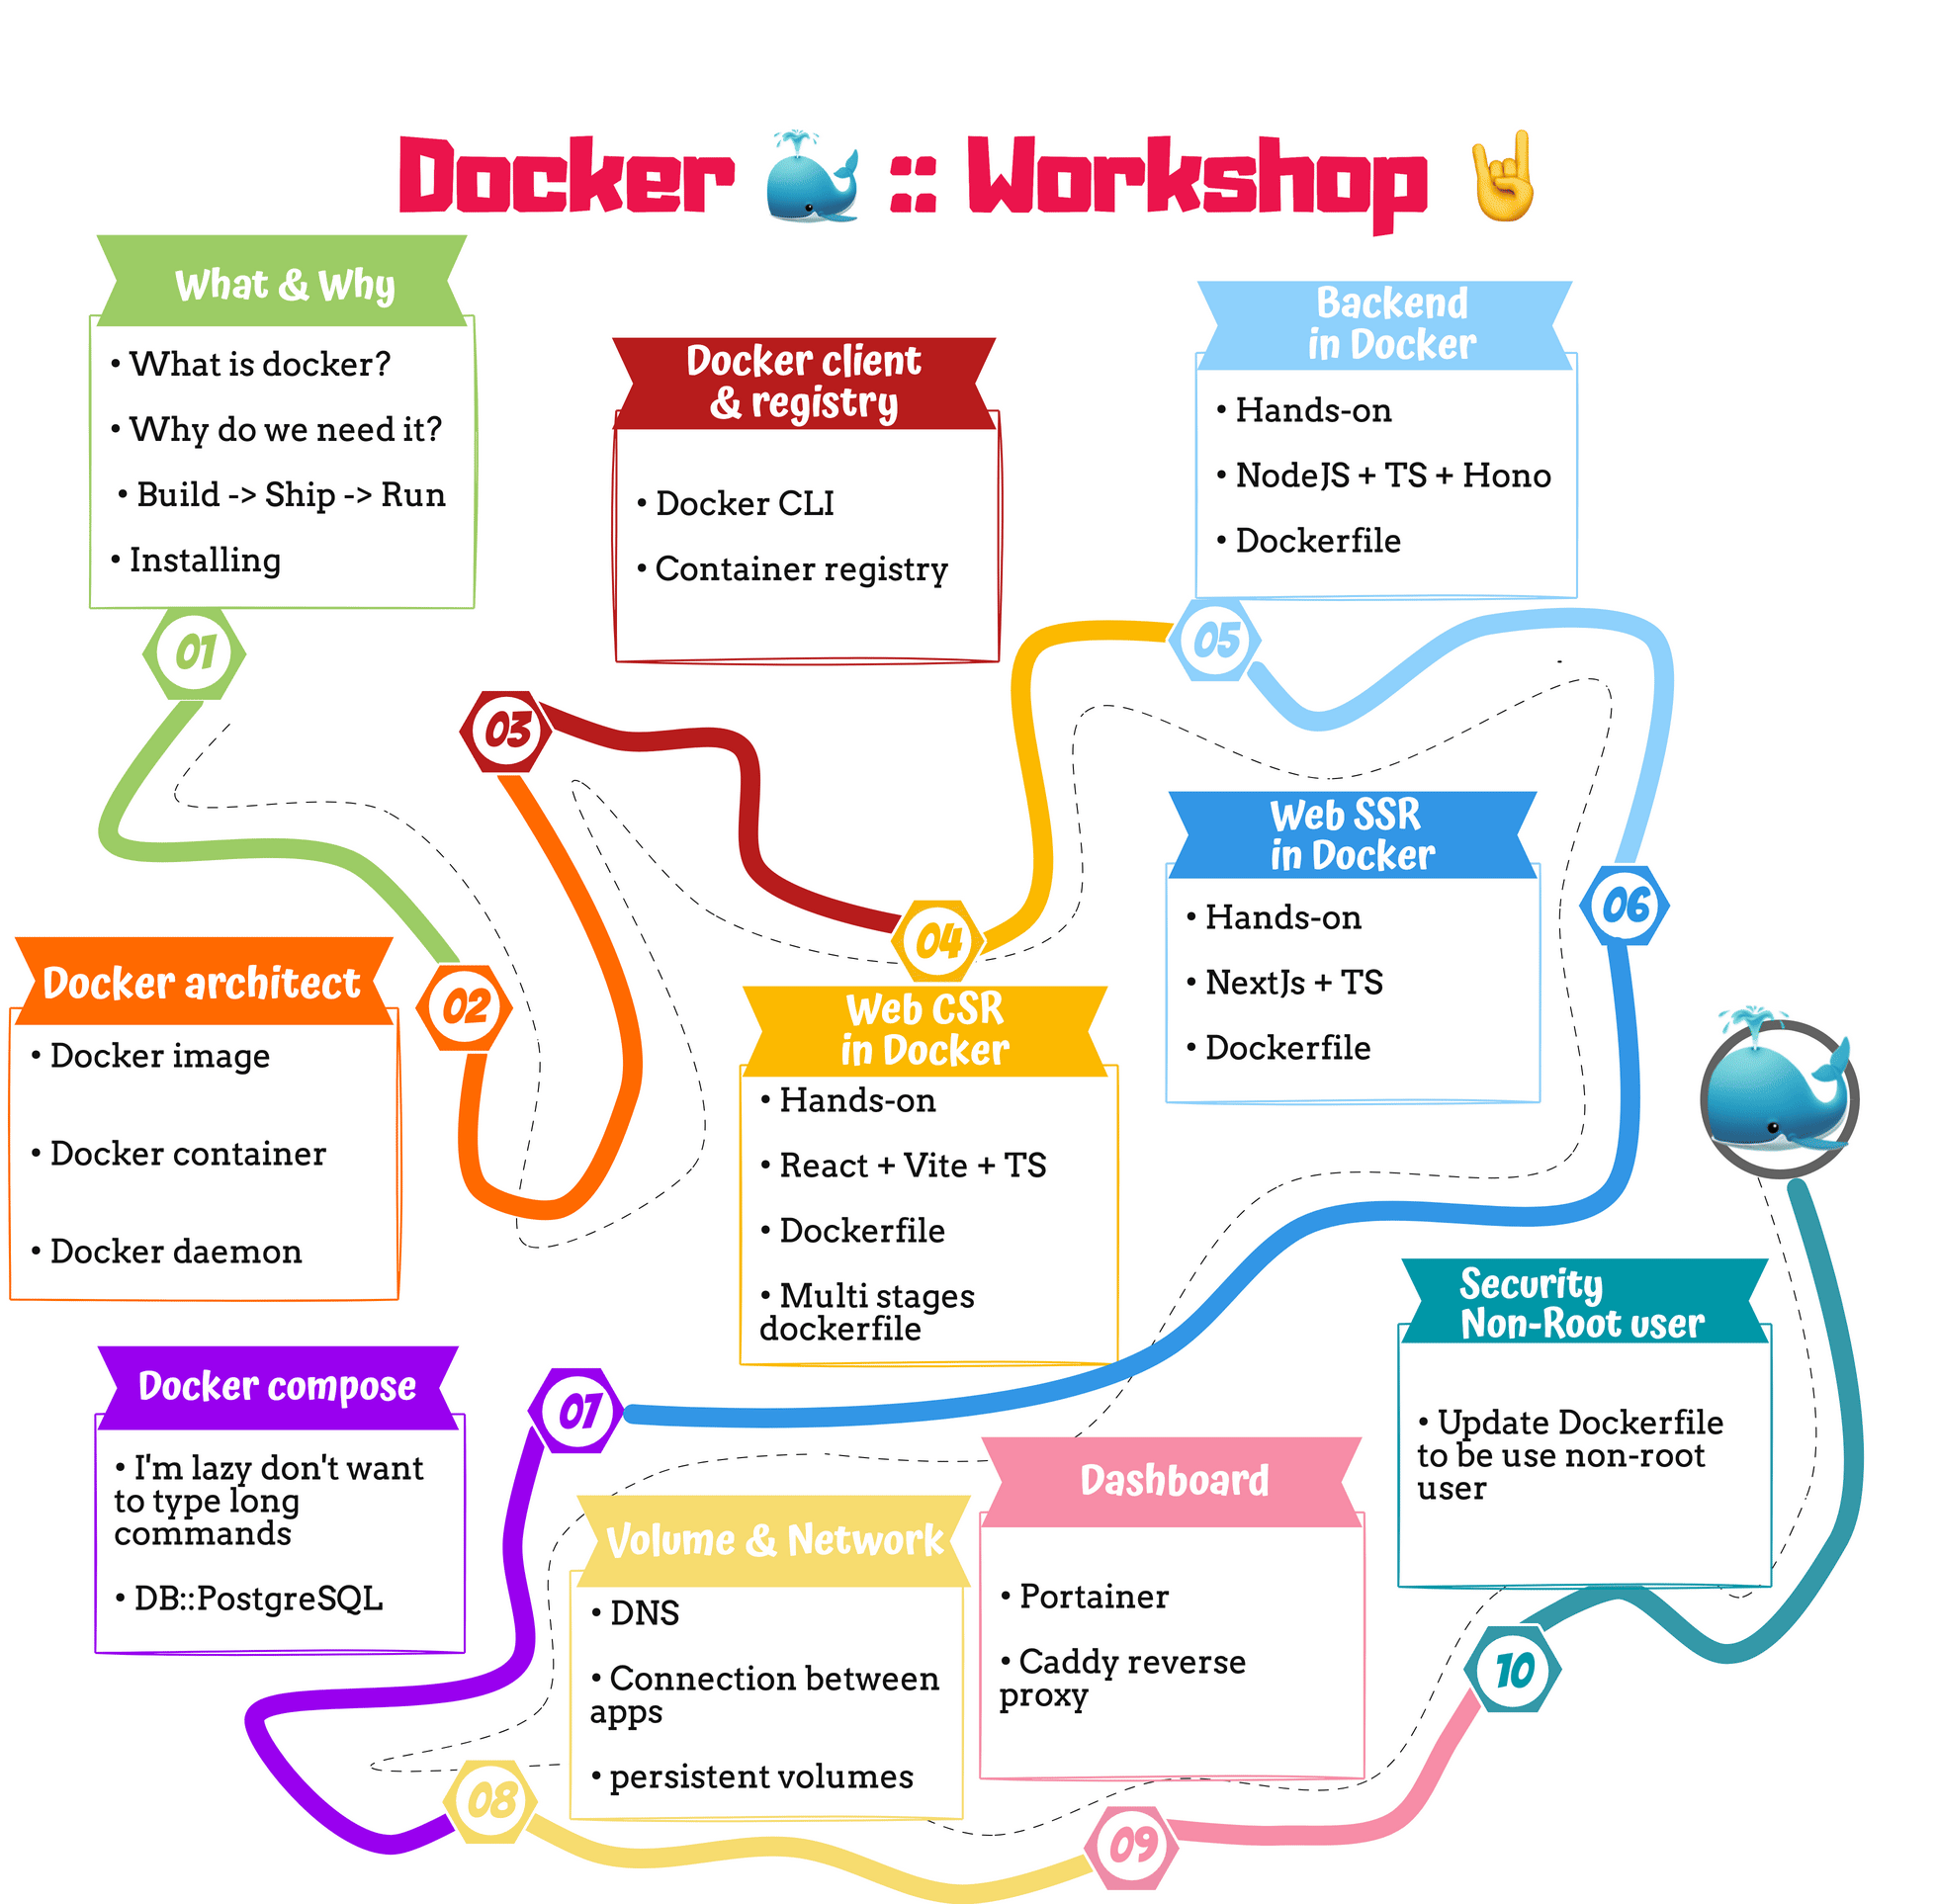 Docker 🐳 :: Workshop 🤘
What & Why
• What is docker?
• Why do we need it?
• Build -> Ship -> Run
• Installing
01
Docker architect
• Docker image
• Docker container
• Docker daemon
02
Docker client
& registry
• Docker CLI
• Container registry
03
Web CSR
in Docker
• Hands-on
• React + Vite + TS
• Dockerfile
• Multi stages
dockerfile
04
Backend
in Docker
• Hands-on
• NodeJS + TS + Hono
• Dockerfile
05
Web SSR
in Docker
• Hands-on
• NextJs + TS
• Dockerfile
06
Docker compose
• I'm lazy don't want
to type long
commands
• DB::PostgreSQL
07
Volume & Network
• DNS
• Connection between
apps
• persistent volumes
08
Dashboard
• Portainer
• Caddy reverse
proxy
09
Security
Non-Root user
• Update Dockerfile
to be use non-root
user
10